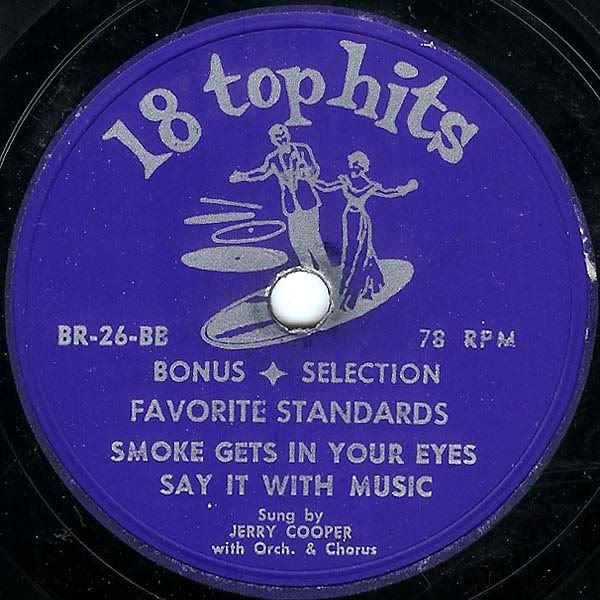 18 top hits
BR-26-BB
78 RPM
BONUS ✦ SELECTION
FAVORITE STANDARDS
SMOKE GETS IN YOUR EYES
SAY IT WITH MUSIC
Sung by
JERRY COOPER
with Orch. & Chorus